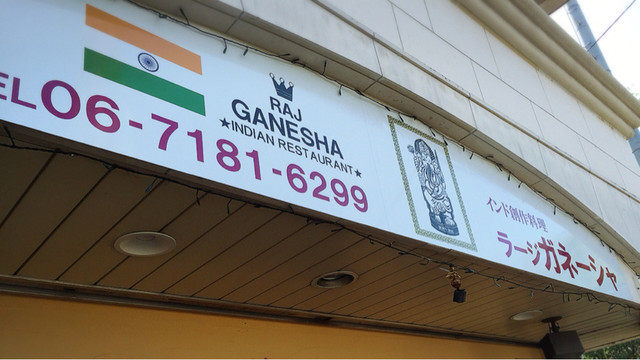 EL06-7181-6299
RAJ
GANESHA
★INDIAN RESTAURANT★
インド創作料理
ラージガネーシャ